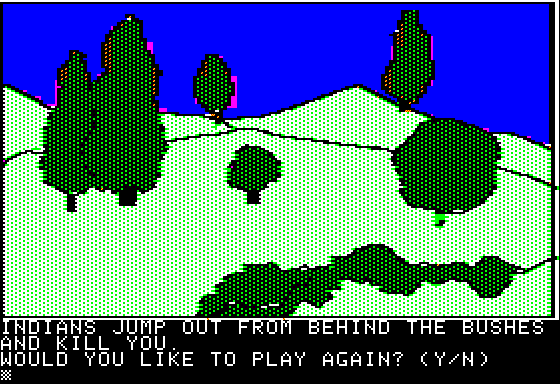 INDIANS JUMP OUT FROM BEHIND THE BUSHES
AND KILL YOU.
WOULD YOU LIKE TO PLAY AGAIN? (Y/N)